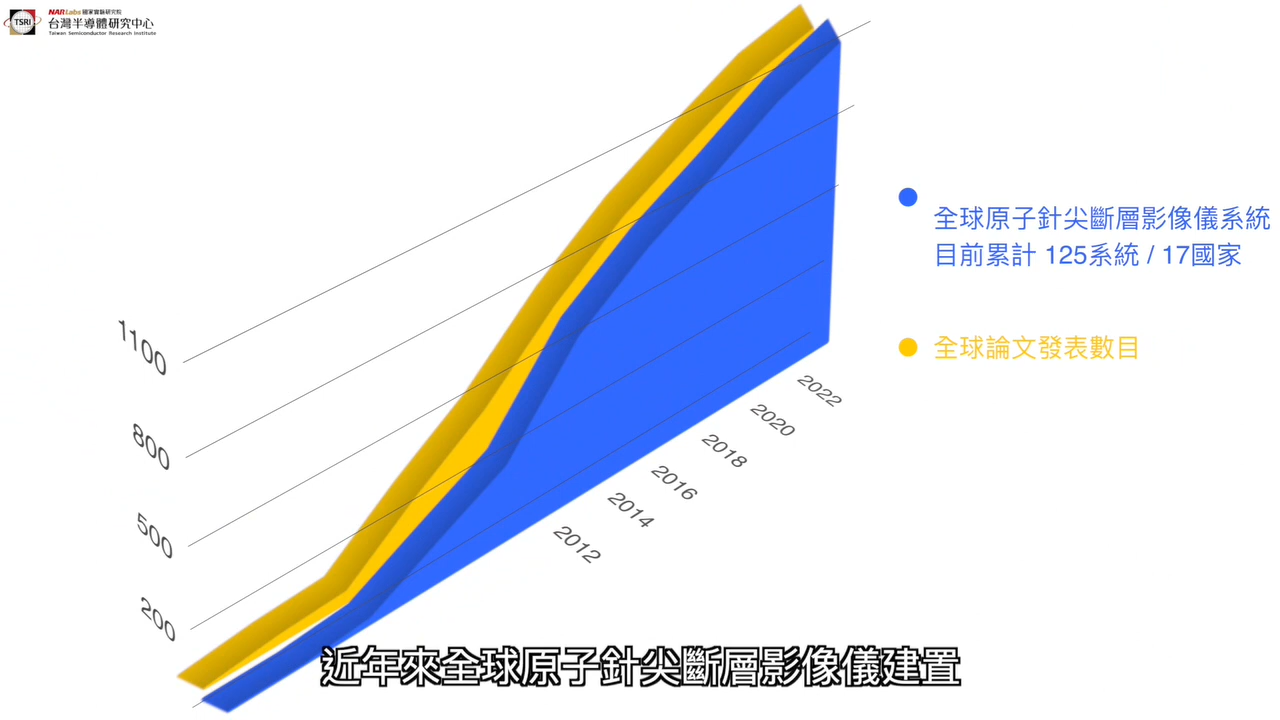 TSRI
NARLabs 國家實驗研究院
台灣半導體研究中心
Taiwan Semiconductor Research Institute
1100
800
500
200
2012
2014
2016
2018
2020
2022
全球原子針尖斷層影像儀系統
目前累計 125系統 / 17國家
全球論文發表數目
近年來全球原子針尖斷層影像儀建置